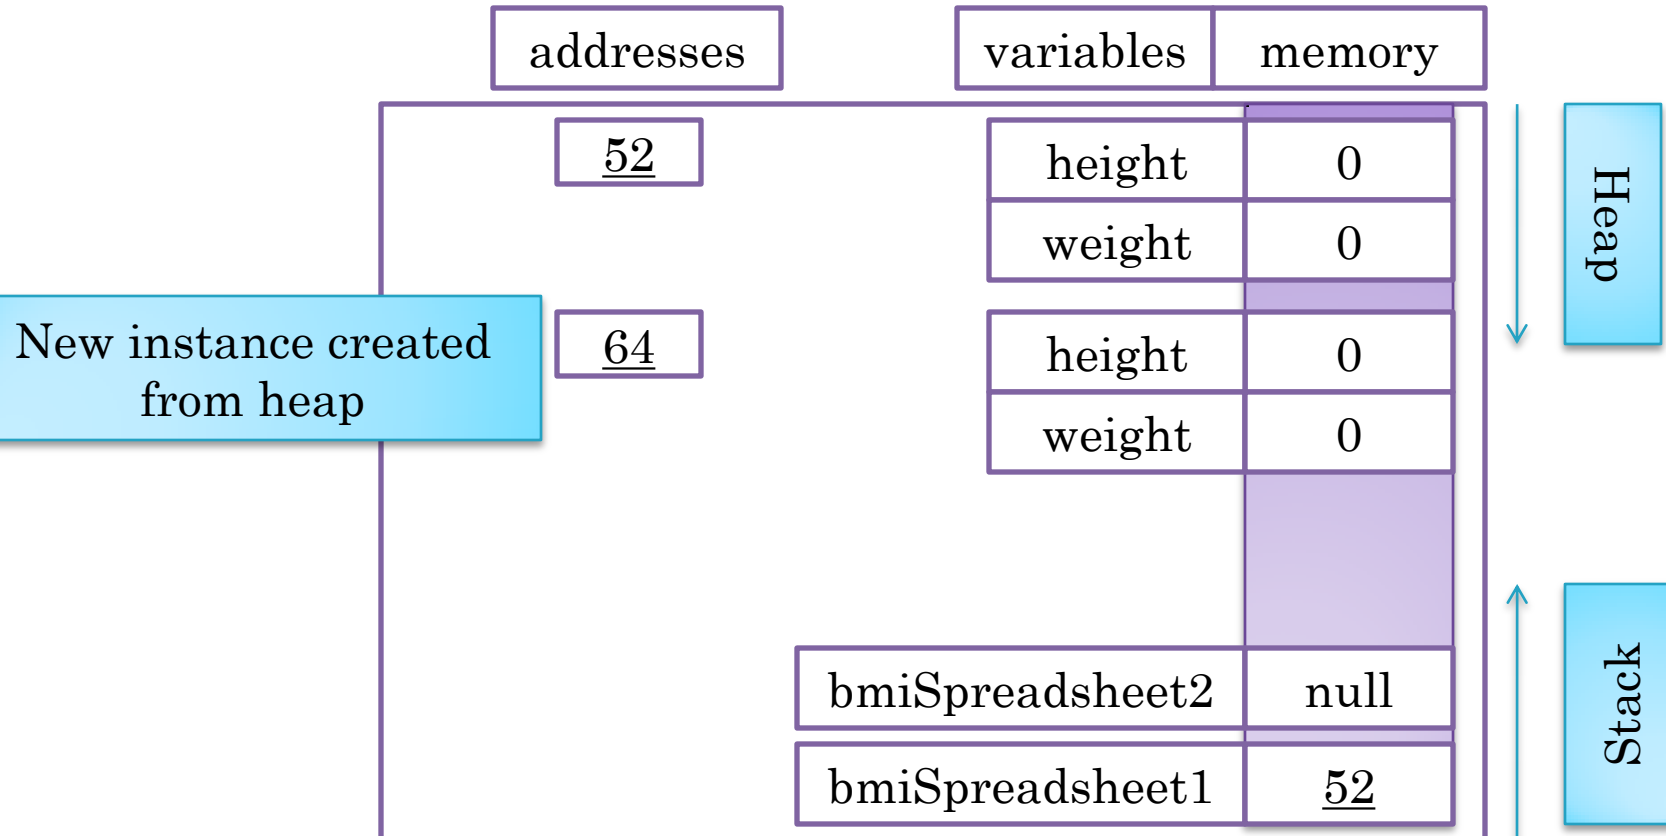 addresses
variables memory
52
height 0
weight 0
Heap
New instance created
from heap
64
height 0
weight 0
Stack
bmiSpreadsheet2 null
bmiSpreadsheet1 52